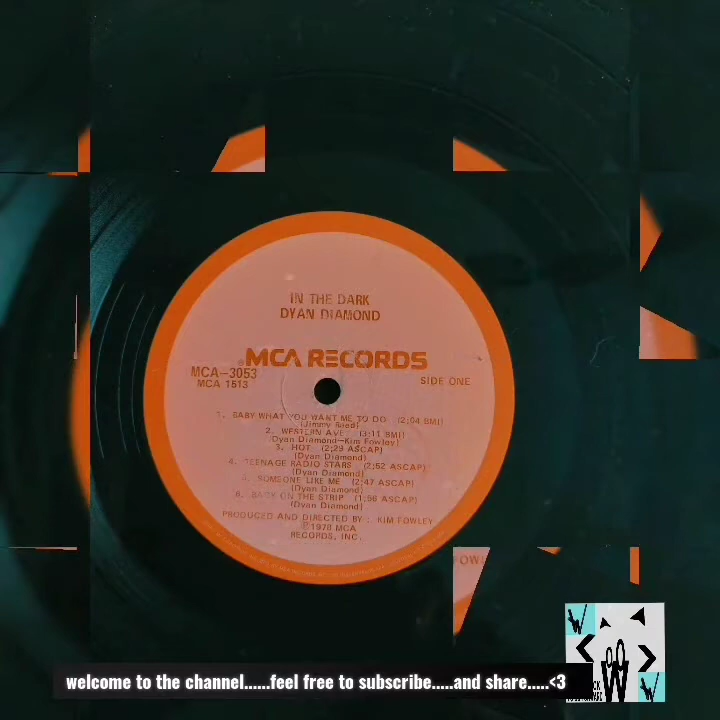 IN THE DARK
DYAN DIAMOND
MCA RECORDS
MCA-3053
MCA 1513
SIDE ONE
1. BABY WHAT YOU WANT ME TO DO (2:04 BMI)
(Jimmy Reed)
2. WESTERN AVE. (3:11 BMI)
(Dyan Diamond-Kim Fowley)
3. HOT (2:29 ASCAP)
(Dyan Diamond)
4. TEENAGE RADIO STARS (2:52 ASCAP)
(Dyan Diamond)
5. SOMEONE LIKE ME (2:47 ASCAP)
(Dyan Diamond)
6. BACK ON THE STRIP (1:56 ASCAP)
(Dyan Diamond)
PRODUCED AND DIRECTED BY: KIM FOWLEY
Ⓟ1978 MCA
RECORDS, INC.
welcome to the channel......feel free to subscribe.....and share.....<3